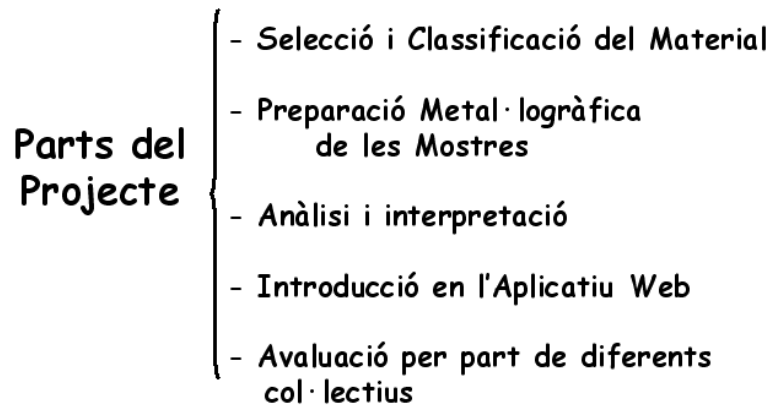 Parts del
Projecte
- Selecció i Classificació del Material
- Preparació Metal·logràfica
de les Mostres
- Anàlisi i interpretació
- Introducció en l'Aplicatiu Web
- Avaluació per part de diferents
col·lectius